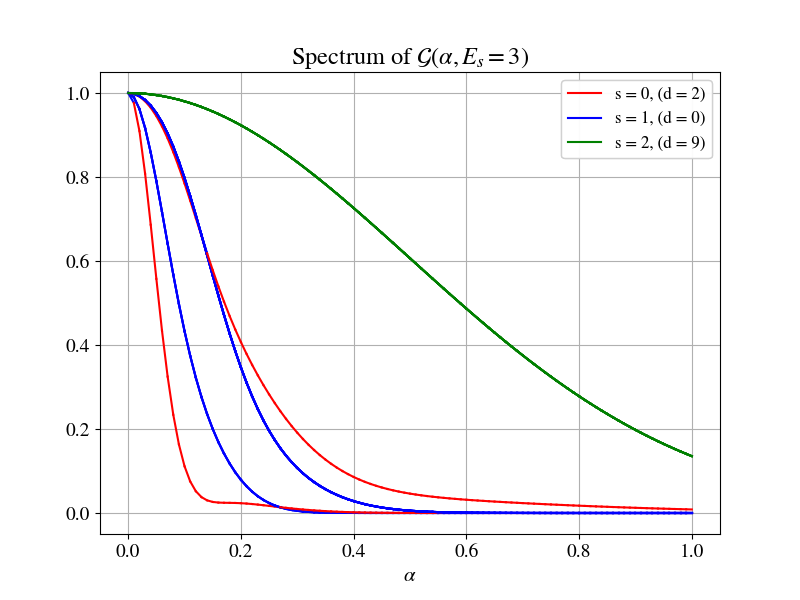 Spectrum of 𝒢(α, E_s = 3)
s = 0, (d = 2)
s = 1, (d = 0)
s = 2, (d = 9)
1.0
0.8
0.6
0.4
0.2
0.0
0.0 0.2 0.4 0.6 0.8 1.0
α